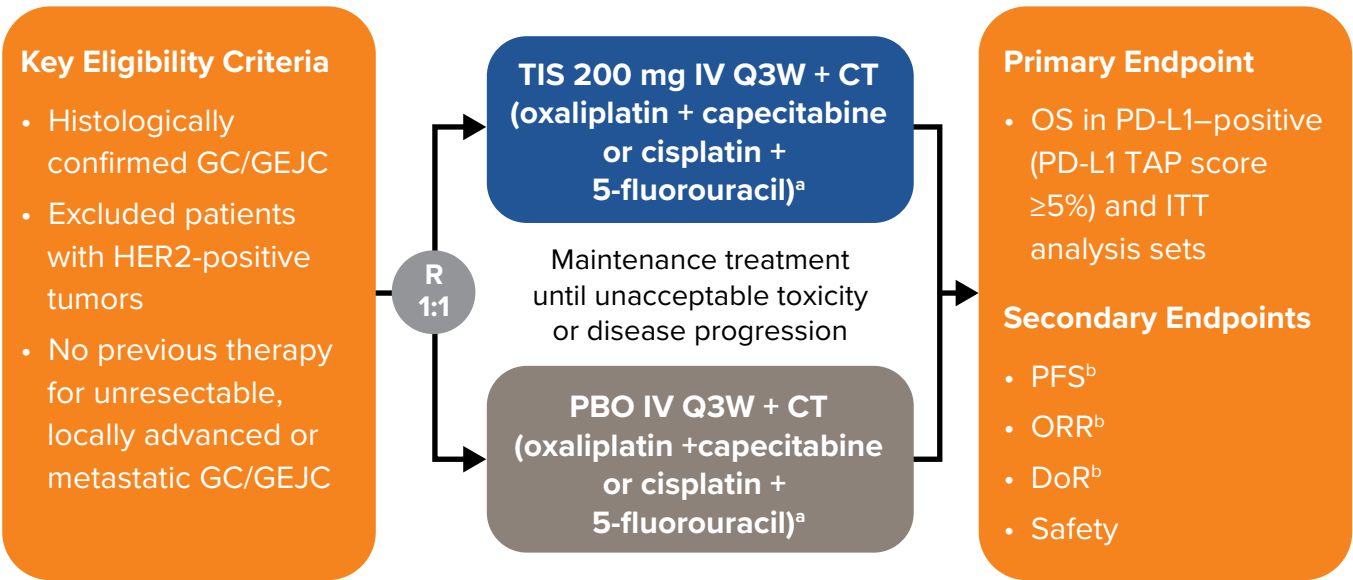 Key Eligibility Criteria
• Histologically
confirmed GC/GEJC
• Excluded patients
with HER2-positive
tumors
• No previous therapy
for unresectable,
locally advanced or
metastatic GC/GEJC
R
1:1
TIS 200 mg IV Q3W + CT
(oxaliplatin + capecitabine
or cisplatin +
5-fluorouracil)ᵃ
Maintenance treatment
until unacceptable toxicity
or disease progression
PBO IV Q3W + CT
(oxaliplatin +capecitabine
or cisplatin +
5-fluorouracil)ᵃ
Primary Endpoint
• OS in PD-L1–positive
(PD-L1 TAP score
≥5%) and ITT
analysis sets
Secondary Endpoints
• PFSᵇ
• ORRᵇ
• DoRᵇ
• Safety